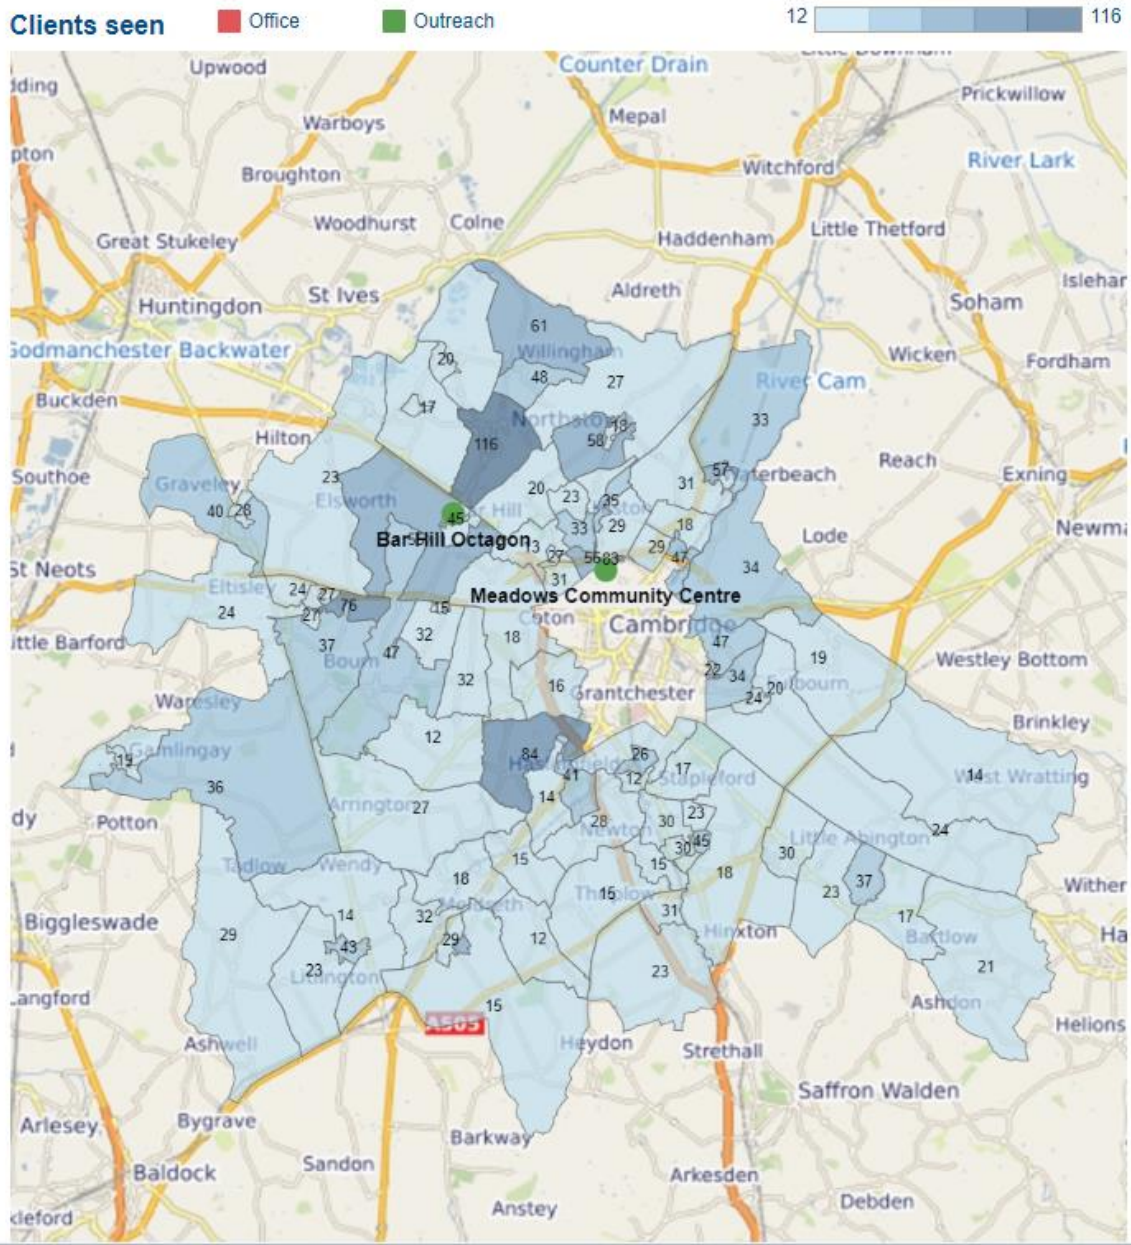 Clients seen Office Outreach 12 116
Little Downham
Upwood Counter Drain
Prickwillow
Warboys Mepal
Broughton Witchford River Lark
Woodhurst Colne
Great Stukeley Haddenham Little Thetford
St Ives Aldreth
Huntingdon Soham
61
Godmanchester Backwater 20 Willingham Wicken Fordham
48 27 River Cam
Buckden 17
Hilton 116 58 33
Southoe 23 57 Reach Exning
Graveley Elsworth 20 23 35 31
40 28 45 33 29 18 Lode
Bar Hill Octagon
27 56 83 29 47
St Neots 31 34
Eltisley 24 27 Meadows Community Centre
24 27 76 45
32 18 Coton Cambridge
37 Bourn 47 47 19
Westley Bottom
32 16 Grantchester 22 34 20 Fulbourn
Waresley 24
Brinkley
12
Gamlingay 84 26
19 41 12 17 Stapleford 14 West Wratting
36 14
Arrington 27 28 23
Potton Newton 30 Little Abington 24
30 45
Tadlow Wendy 15 15 30
18 Thriplow 15 18 23 37
Biggleswade 14 32 Meldreth 31 17
29 43 29 12 Hinxton Bartlow
23 Litlington 23 21
Langford 15 Ashdon
A505
Ashwell Heydon Strethall Helions
Saffron Walden
Arlesey Bygrave
Barkway
Baldock Sandon Arkesden
Anstey Debden